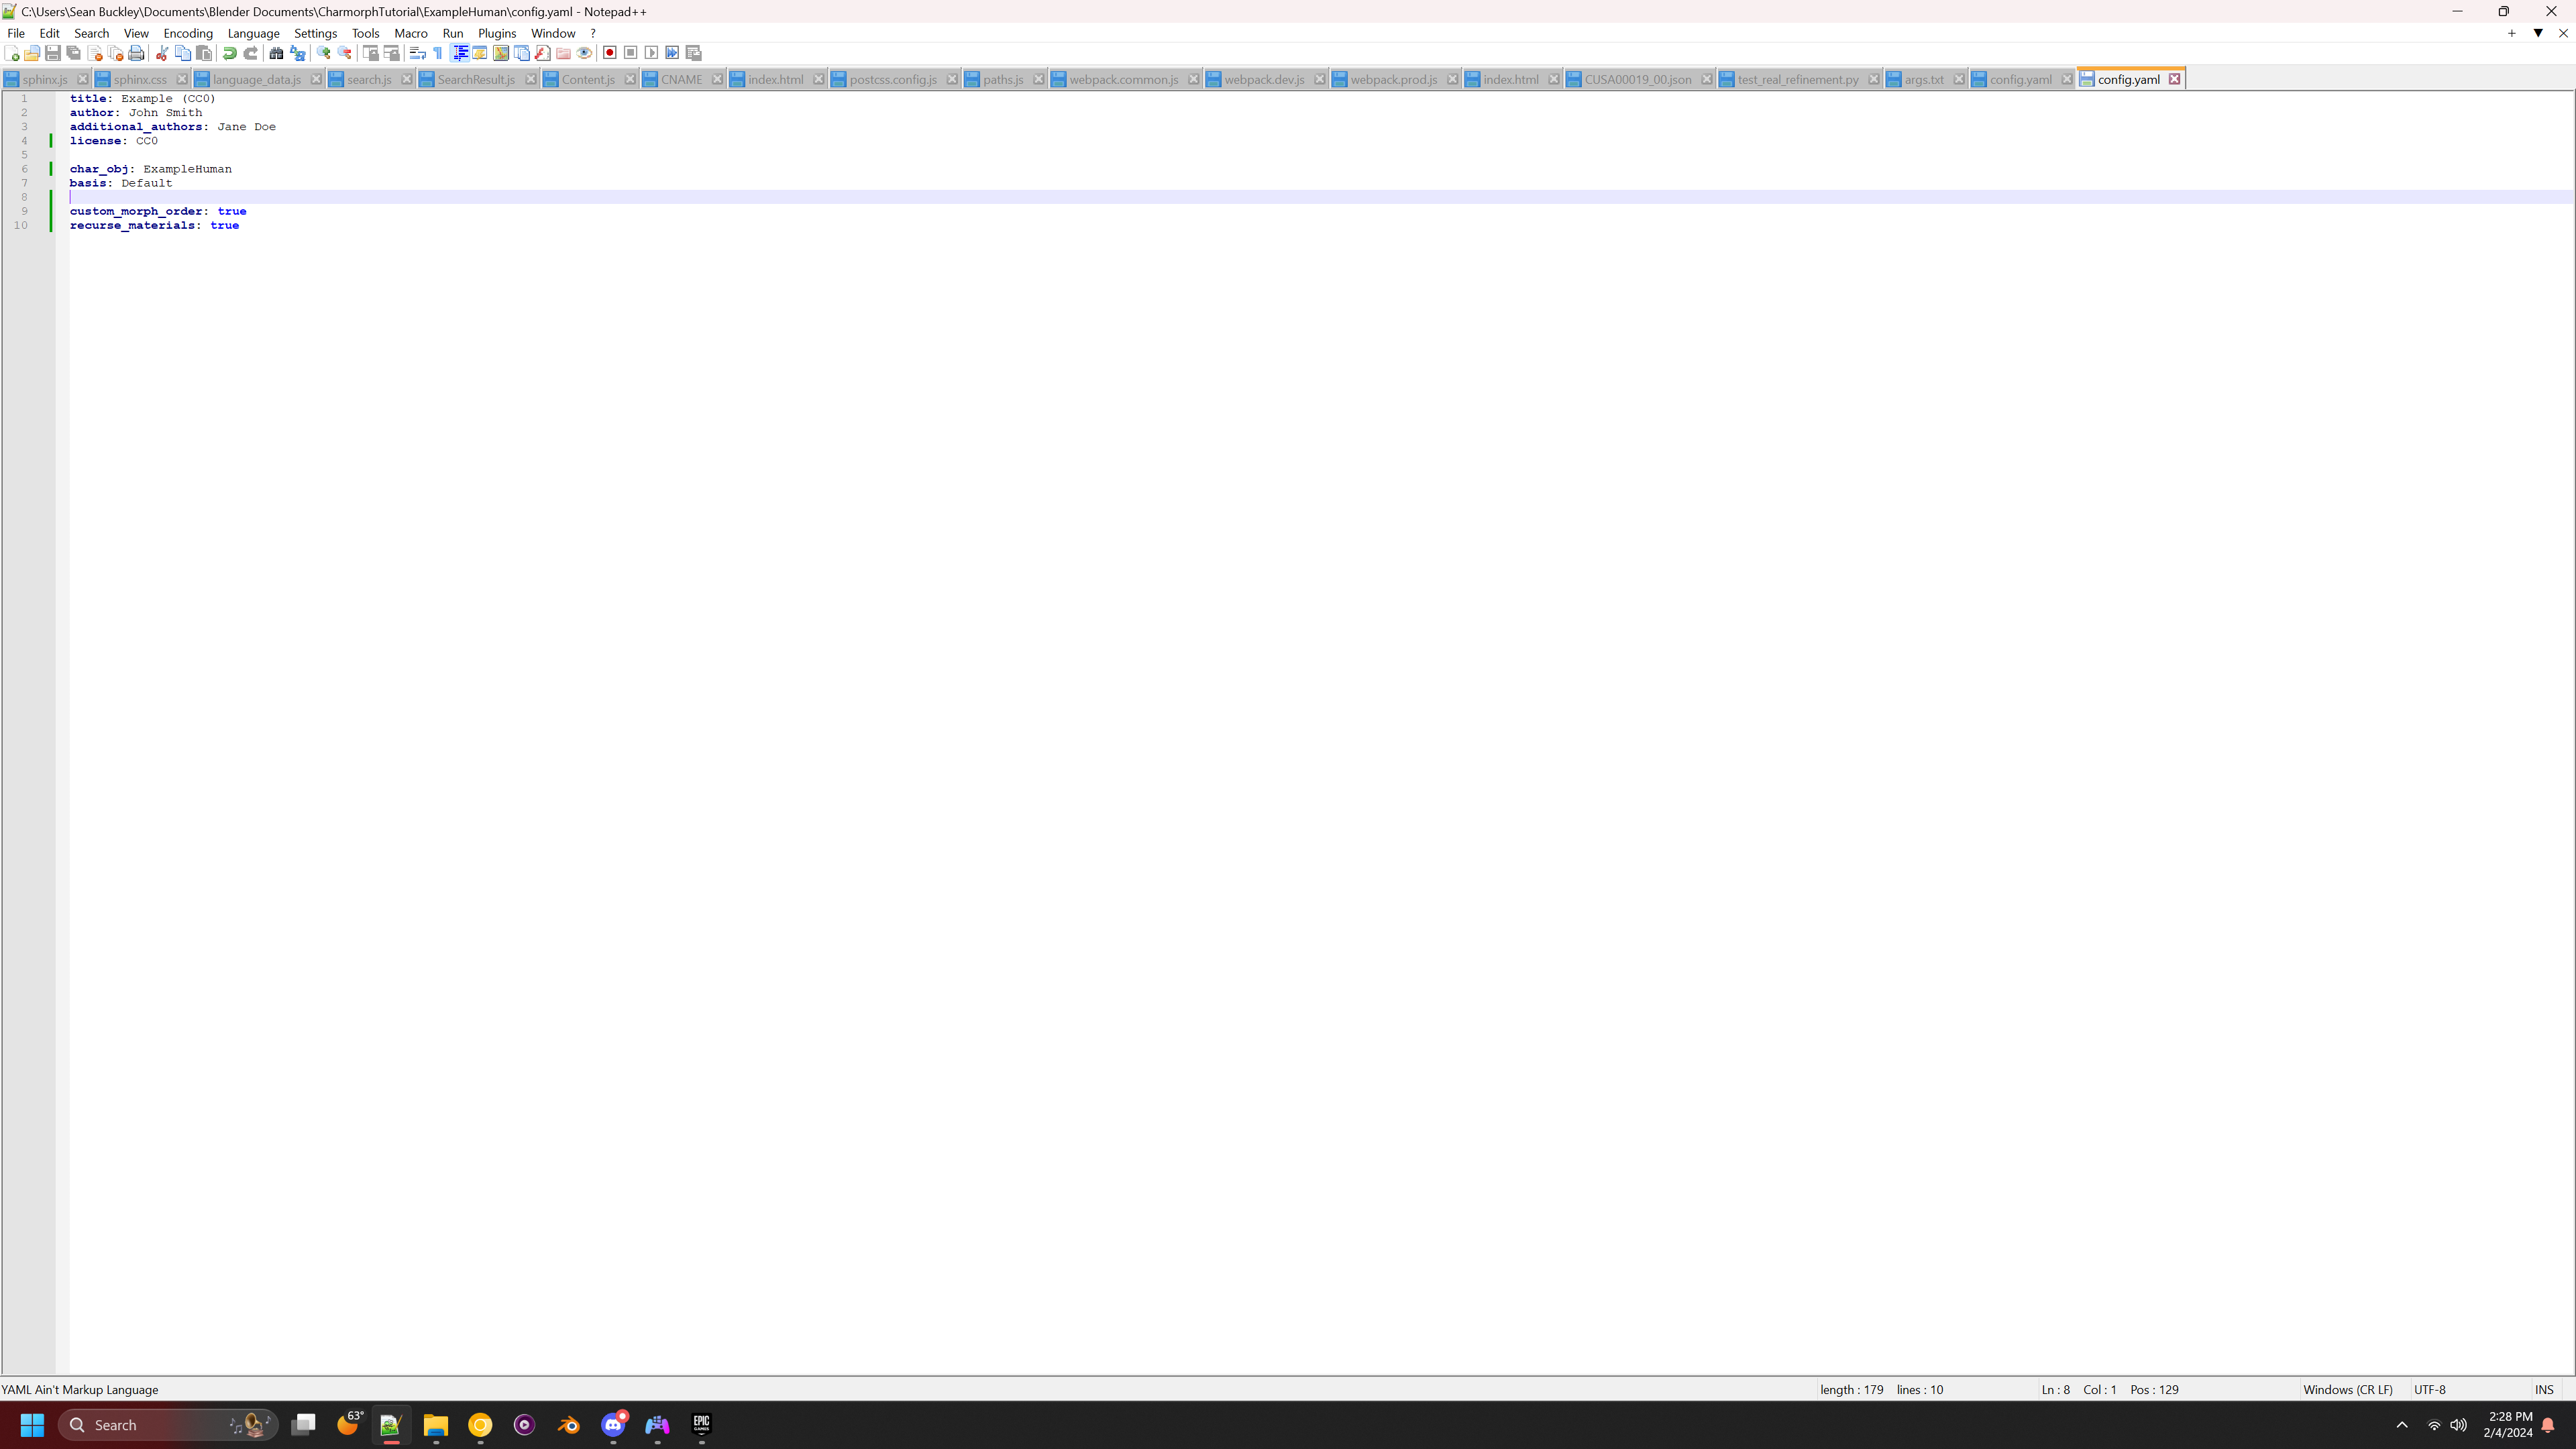 C:\Users\Sean Buckley\Documents\Blender Documents\CharmorphTutorial\ExampleHuman\config.yaml - Notepad++
File Edit Search View Encoding Language Settings Tools Macro Run Plugins Window ?
sphinx.js sphinx.css language_data.js search.js SearchResult.js Content.js CNAME index.html postcss.config.js paths.js webpack.common.js webpack.dev.js webpack.prod.js index.html CUSA00019_00.json test_real_refinement.py args.txt config.yaml config.yaml
1 title: Example (CC0)
2 author: John Smith
3 additional_authors: Jane Doe
4 license: CC0
5
6 char_obj: ExampleHuman
7 basis: Default
8
9 custom_morph_order: true
10 recurse_materials: true
YAML Ain't Markup Language length : 179 lines : 10 Ln : 8 Col : 1 Pos : 129 Windows (CR LF) UTF-8 INS
Search 63° EPIC GAMES 2:28 PM
2/4/2024